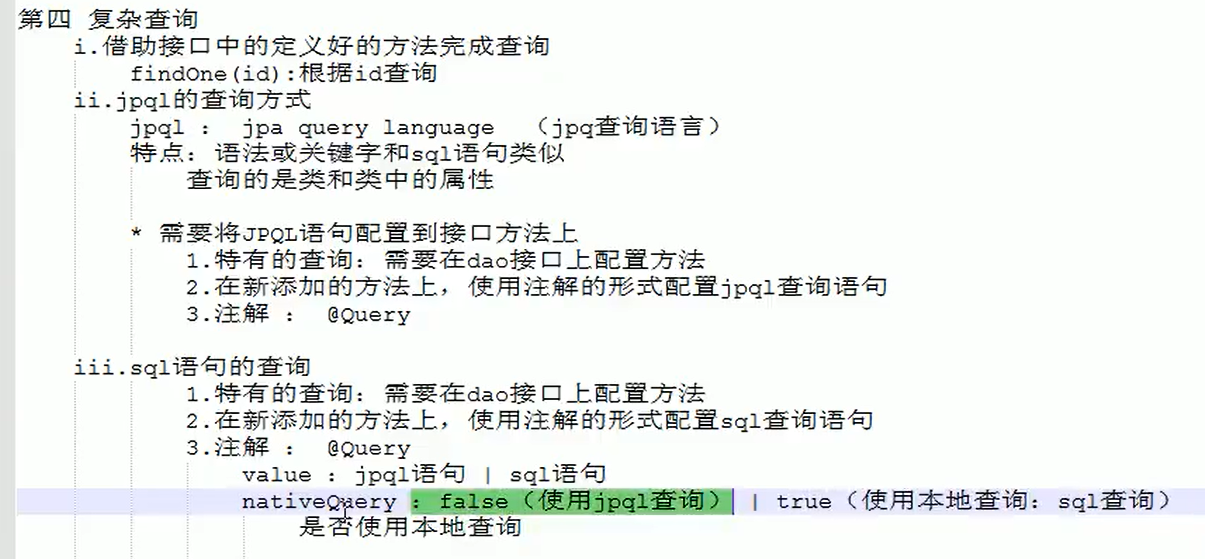 第四 复杂查询
i.借助接口中的定义好的方法完成查询
findOne(id):根据id查询
ii.jpql的查询方式
jpql : jpa query language （jpq查询语言）
特点：语法或关键字和sql语句类似
查询的是类和类中的属性
* 需要将JPQL语句配置到接口方法上
1.特有的查询：需要在dao接口上配置方法
2.在新添加的方法上，使用注解的形式配置jpql查询语句
3.注解 : @Query
iii.sql语句的查询
1.特有的查询：需要在dao接口上配置方法
2.在新添加的方法上，使用注解的形式配置sql查询语句
3.注解 : @Query
value : jpql语句 | sql语句
nativeQuery : false（使用jpql查询） | true（使用本地查询：sql查询）
是否使用本地查询